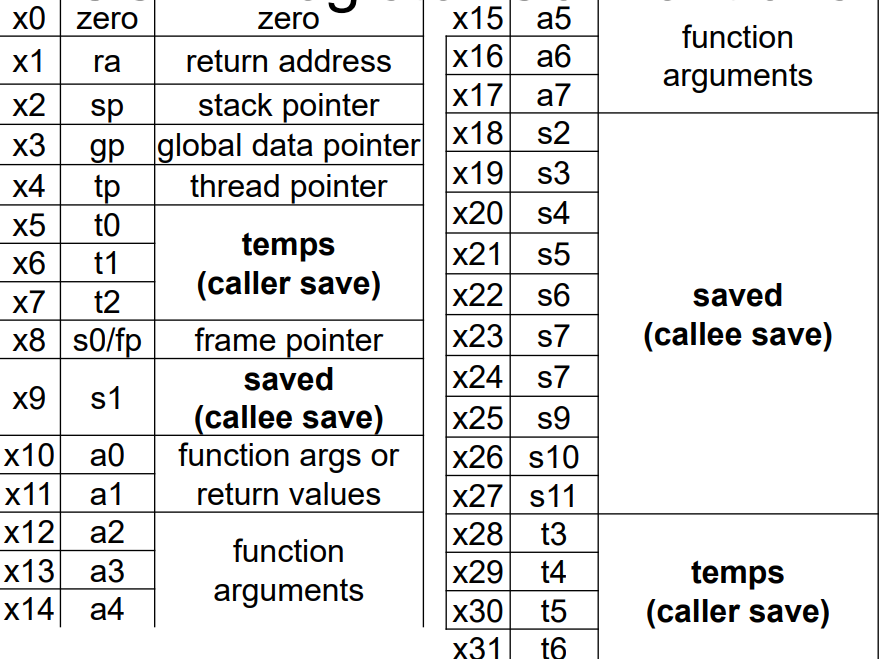 x0 zero zero
x1 ra return address
x2 sp stack pointer
x3 gp global data pointer
x4 tp thread pointer
x5 t0
x6 t1
x7 t2
temps
(caller save)
x8 s0/fp frame pointer
x9 s1
saved
(callee save)
x10 a0
x11 a1
function args or
return values
x12 a2
x13 a3
x14 a4
function
arguments
x15 a5
x16 a6
x17 a7
function
arguments
x18 s2
x19 s3
x20 s4
x21 s5
x22 s6
x23 s7
x24 s7
x25 s9
x26 s10
x27 s11
saved
(callee save)
x28 t3
x29 t4
x30 t5
x31 t6
temps
(caller save)